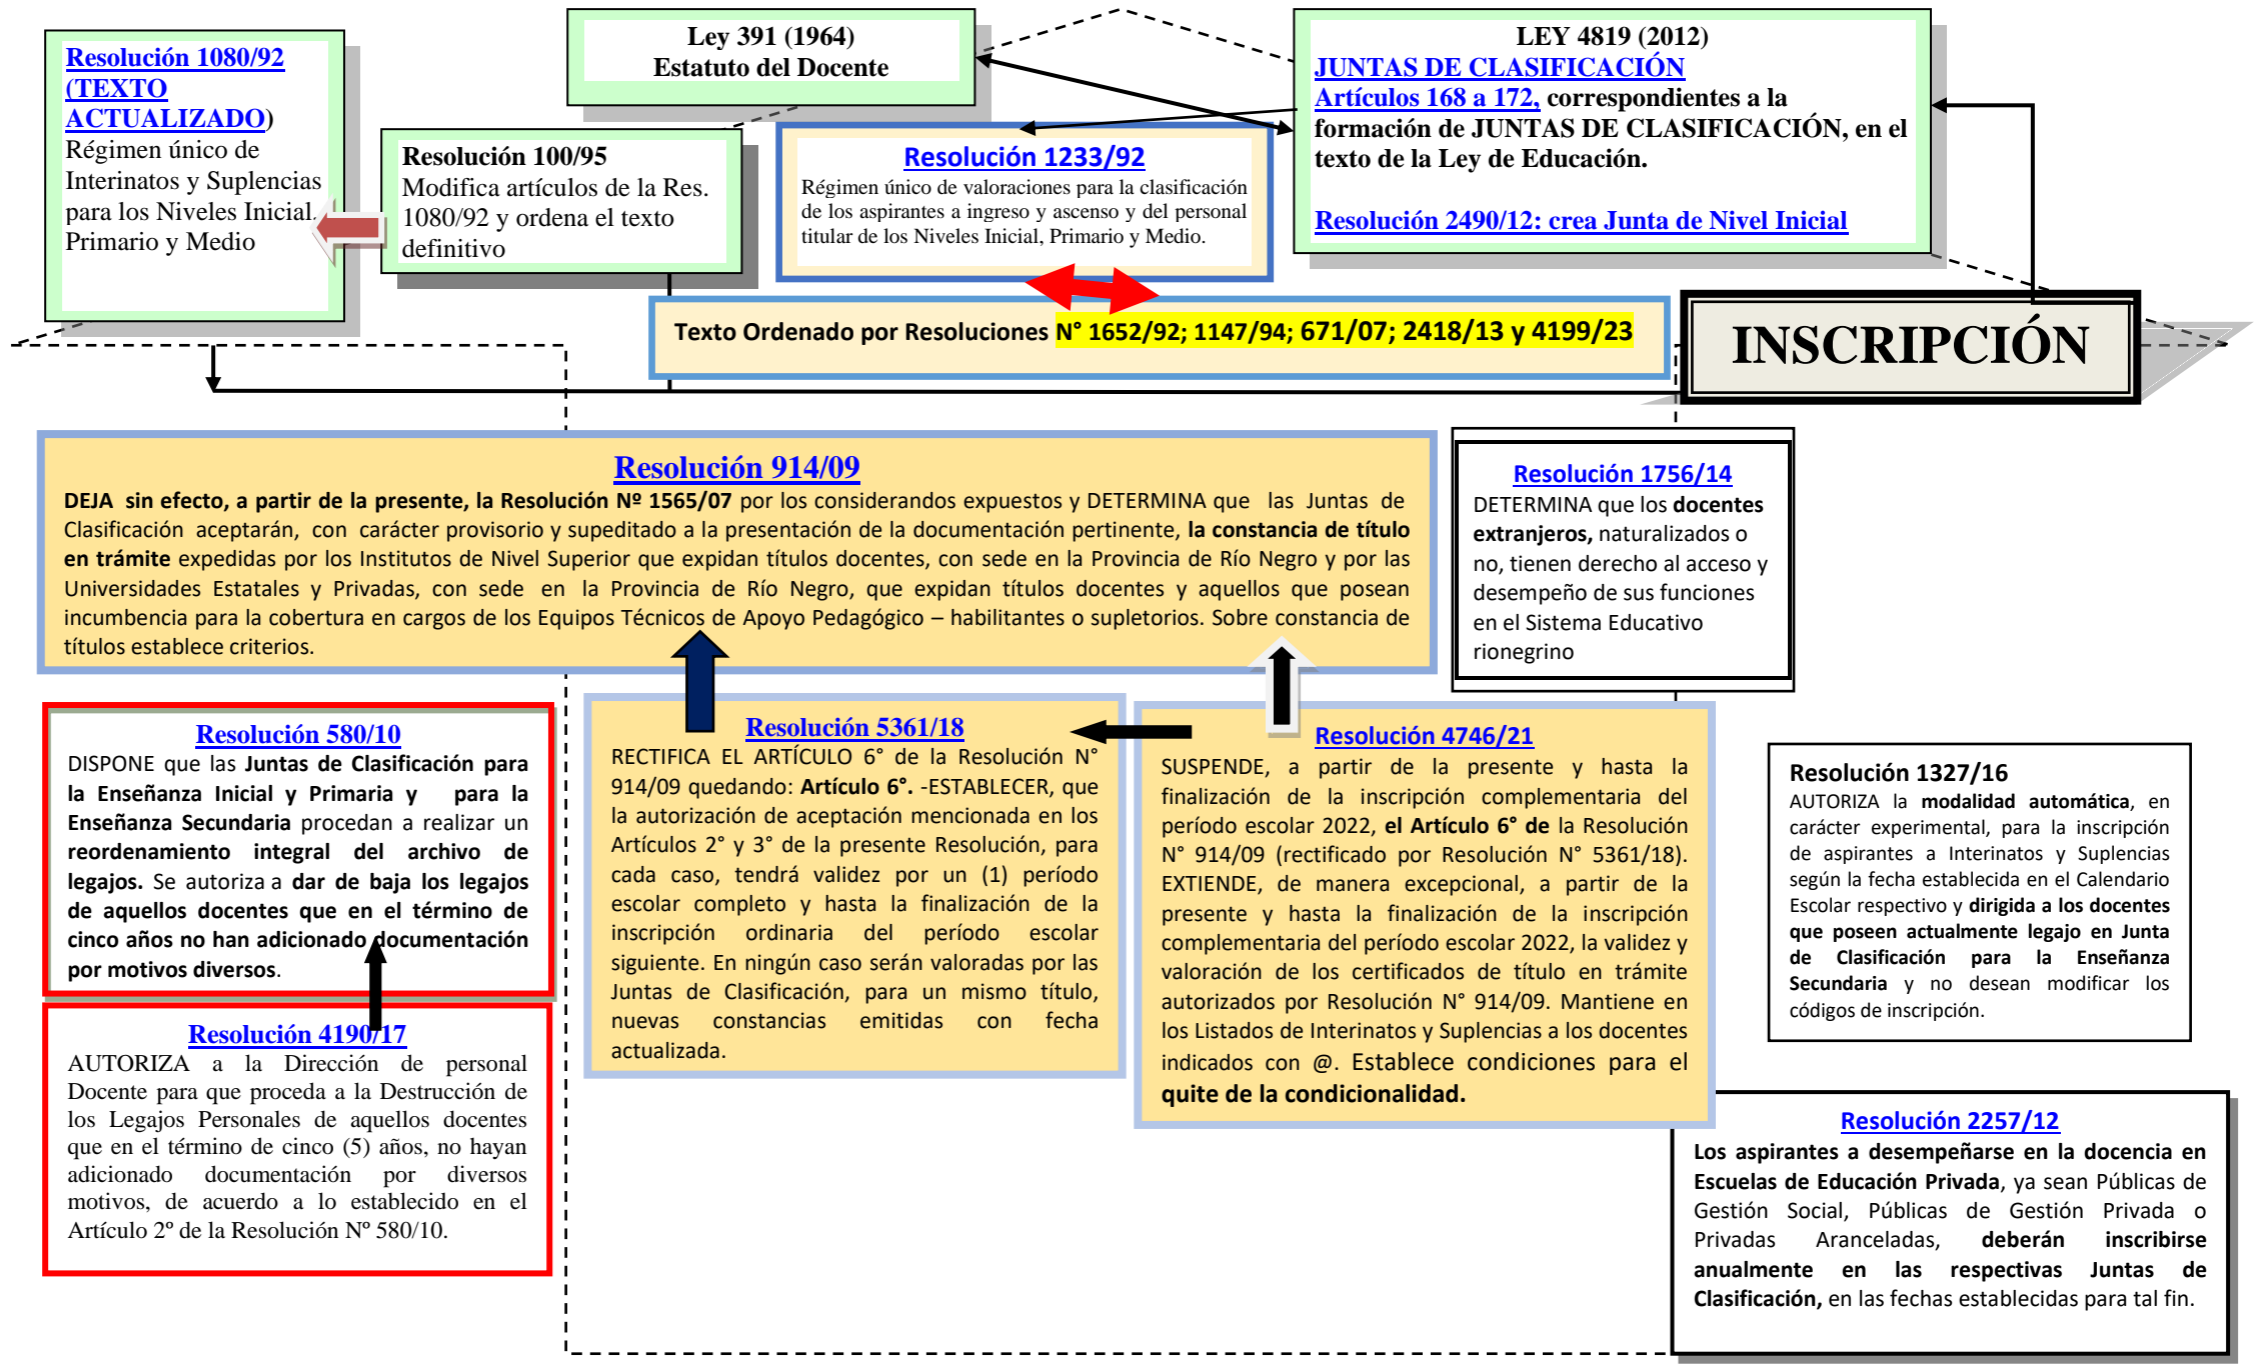 Resolución 1080/92
(TEXTO
ACTUALIZADO)
Régimen único de
Interinatos y Suplencias
para los Niveles Inicial,
Primario y Medio
Ley 391 (1964)
Estatuto del Docente
LEY 4819 (2012)
JUNTAS DE CLASIFICACIÓN
Artículos 168 a 172, correspondientes a la
formación de JUNTAS DE CLASIFICACIÓN, en el
texto de la Ley de Educación.
Resolución 2490/12: crea Junta de Nivel Inicial
Resolución 100/95
Modifica artículos de la Res.
1080/92 y ordena el texto
definitivo
Resolución 1233/92
Régimen único de valoraciones para la clasificación
de los aspirantes a ingreso y ascenso y del personal
titular de los Niveles Inicial, Primario y Medio.
Texto Ordenado por Resoluciones N° 1652/92; 1147/94; 671/07; 2418/13 y 4199/23
INSCRIPCIÓN
Resolución 914/09
DEJA sin efecto, a partir de la presente, la Resolución Nº 1565/07 por los considerandos expuestos y DETERMINA que las Juntas de
Clasificación aceptarán, con carácter provisorio y supeditado a la presentación de la documentación pertinente, la constancia de título
en trámite expedidas por los Institutos de Nivel Superior que expidan títulos docentes, con sede en la Provincia de Río Negro y por las
Universidades Estatales y Privadas, con sede en la Provincia de Río Negro, que expidan títulos docentes y aquellos que posean
incumbencia para la cobertura en cargos de los Equipos Técnicos de Apoyo Pedagógico – habilitantes o supletorios. Sobre constancia de
títulos establece criterios.
Resolución 1756/14
DETERMINA que los docentes
extranjeros, naturalizados o
no, tienen derecho al acceso y
desempeño de sus funciones
en el Sistema Educativo
rionegrino
Resolución 580/10
DISPONE que las Juntas de Clasificación para
la Enseñanza Inicial y Primaria y para la
Enseñanza Secundaria procedan a realizar un
reordenamiento integral del archivo de
legajos. Se autoriza a dar de baja los legajos
de aquellos docentes que en el término de
cinco años no han adicionado documentación
por motivos diversos.
Resolución 4190/17
AUTORIZA a la Dirección de personal
Docente para que proceda a la Destrucción de
los Legajos Personales de aquellos docentes
que en el término de cinco (5) años, no hayan
adicionado documentación por diversos
motivos, de acuerdo a lo establecido en el
Artículo 2º de la Resolución Nº 580/10.
Resolución 5361/18
RECTIFICA EL ARTÍCULO 6° de la Resolución N°
914/09 quedando: Artículo 6°. -ESTABLECER, que
la autorización de aceptación mencionada en los
Artículos 2° y 3° de la presente Resolución, para
cada caso, tendrá validez por un (1) período
escolar completo y hasta la finalización de la
inscripción ordinaria del período escolar
siguiente. En ningún caso serán valoradas por las
Juntas de Clasificación, para un mismo título,
nuevas constancias emitidas con fecha
actualizada.
Resolución 4746/21
SUSPENDE, a partir de la presente y hasta la
finalización de la inscripción complementaria del
período escolar 2022, el Artículo 6° de la Resolución
N° 914/09 (rectificado por Resolución N° 5361/18).
EXTIENDE, de manera excepcional, a partir de la
presente y hasta la finalización de la inscripción
complementaria del período escolar 2022, la validez y
valoración de los certificados de título en trámite
autorizados por Resolución N° 914/09. Mantiene en
los Listados de Interinatos y Suplencias a los docentes
indicados con @. Establece condiciones para el
quite de la condicionalidad.
Resolución 1327/16
AUTORIZA la modalidad automática, en
carácter experimental, para la inscripción
de aspirantes a Interinatos y Suplencias
según la fecha establecida en el Calendario
Escolar respectivo y dirigida a los docentes
que poseen actualmente legajo en Junta
de Clasificación para la Enseñanza
Secundaria y no desean modificar los
códigos de inscripción.
Resolución 2257/12
Los aspirantes a desempeñarse en la docencia en
Escuelas de Educación Privada, ya sean Públicas de
Gestión Social, Públicas de Gestión Privada o
Privadas Aranceladas, deberán inscribirse
anualmente en las respectivas Juntas de
Clasificación, en las fechas establecidas para tal fin.